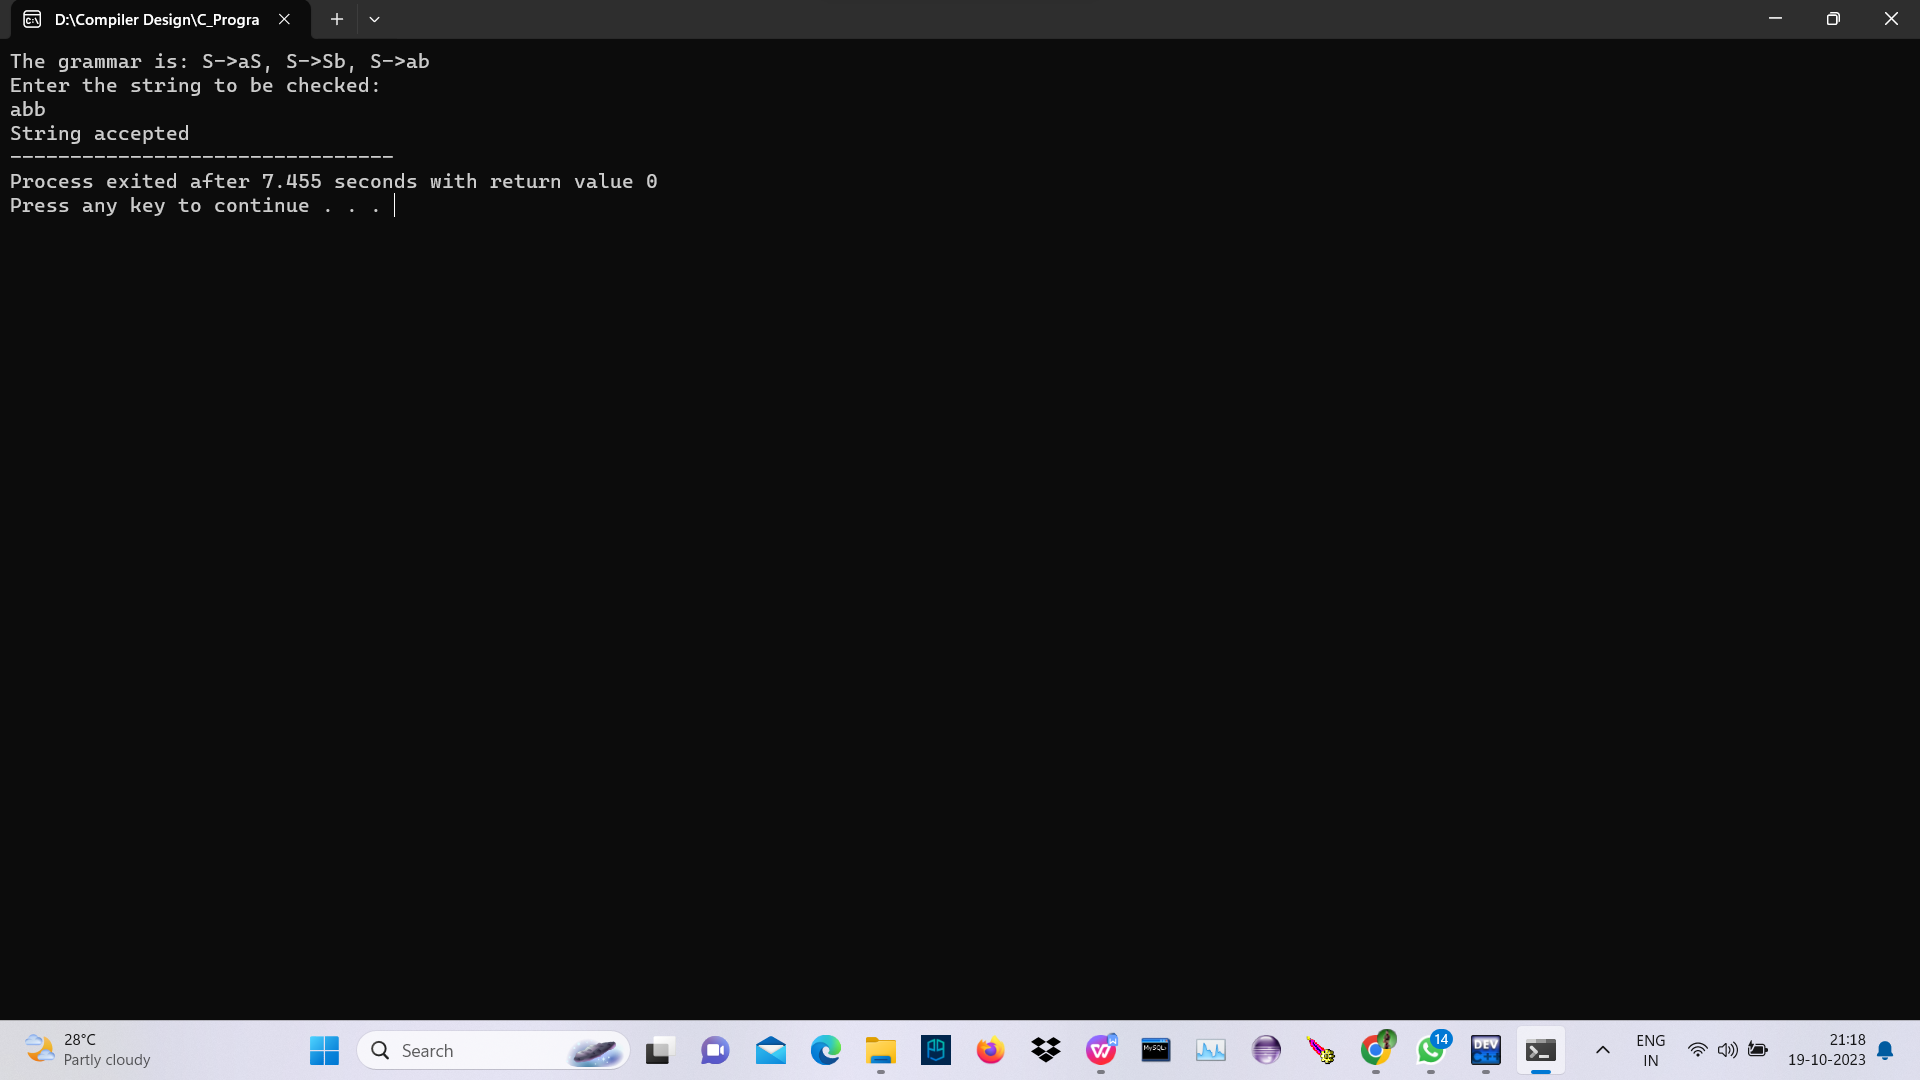 D:\Compiler Design\C_Progra
The grammar is: S->aS, S->Sb, S->ab
Enter the string to be checked:
abb
String accepted
--------------------------------
Process exited after 7.455 seconds with return value 0
Press any key to continue . . .
28°C
Partly cloudy
Search
MySQL
14
DEV
C++
ENG
IN
21:18
19-10-2023